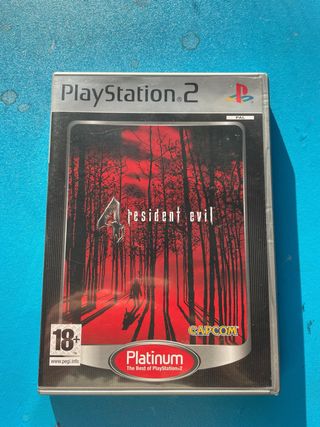 PlayStation®2
PAL
4 resident evil
CAPCOM
18+
www.pegi.info
Platinum
The Best of PlayStation®2